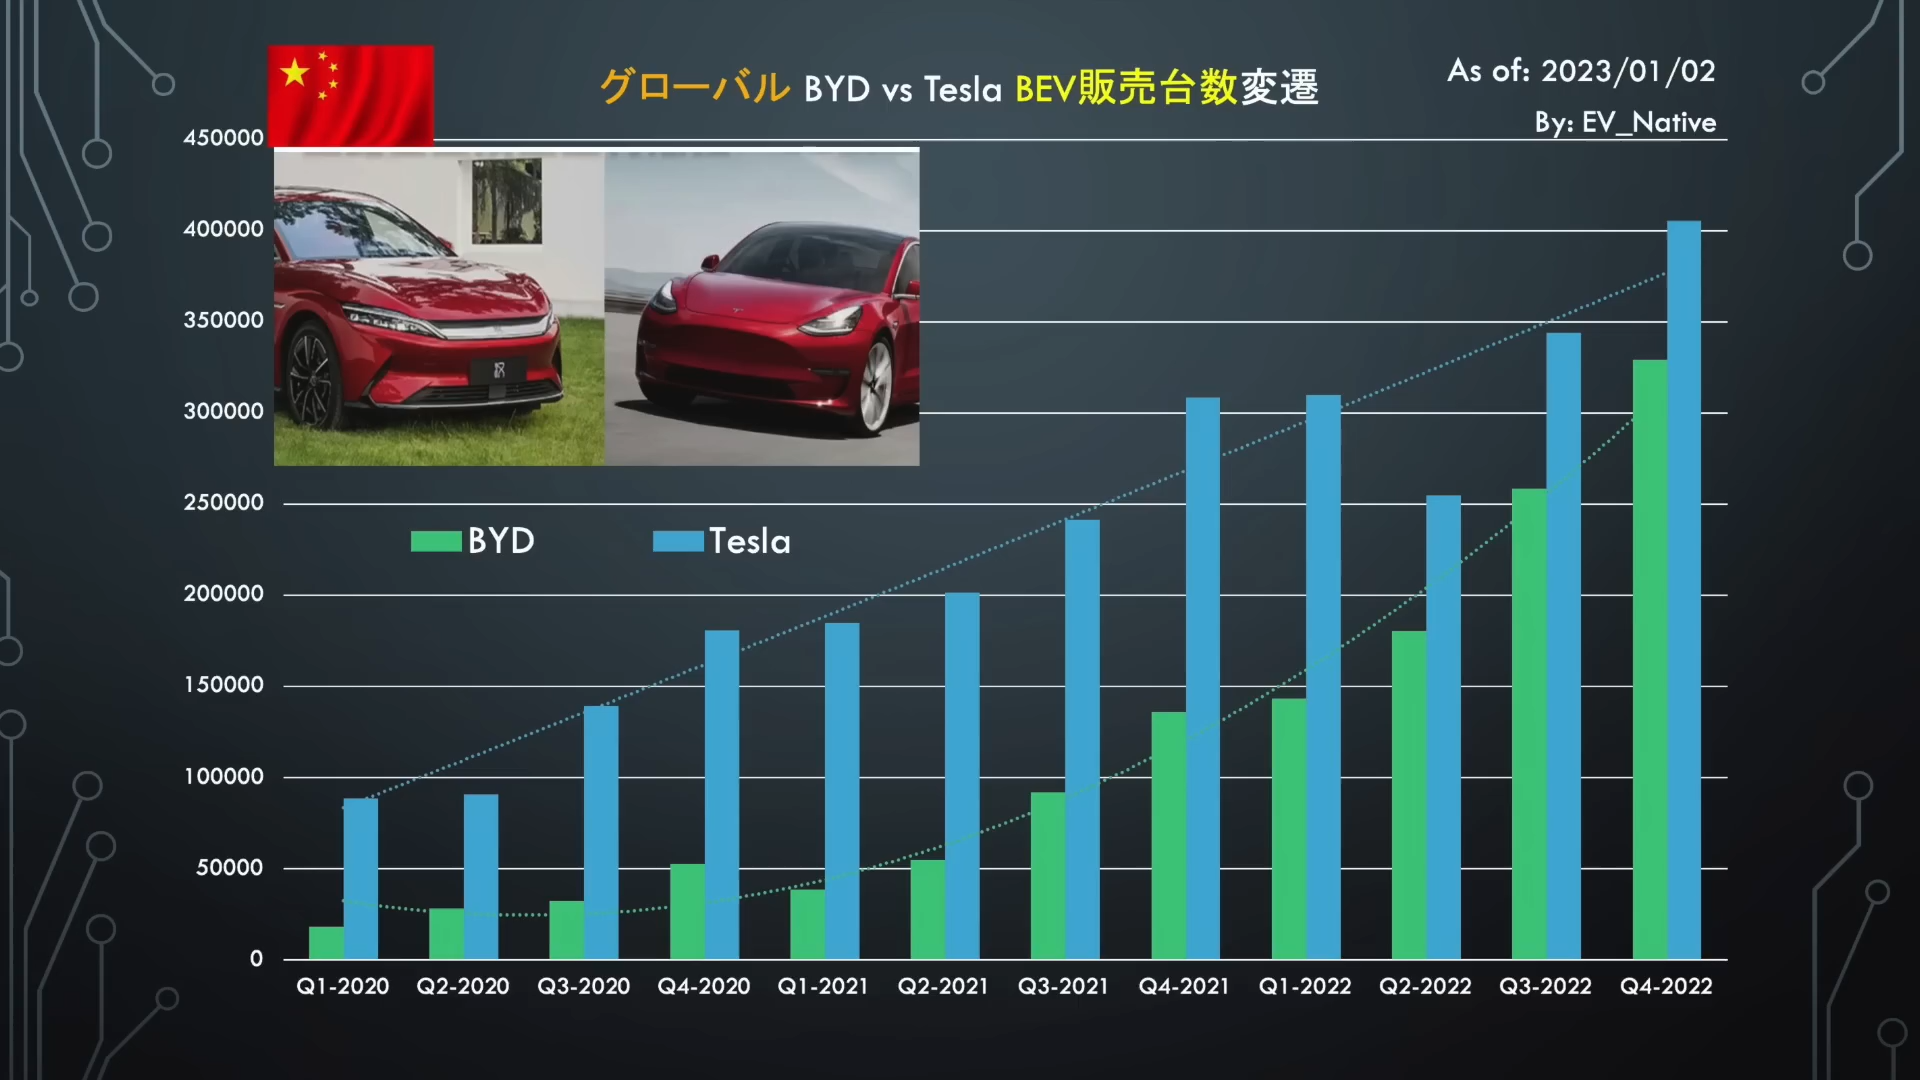 グローバル BYD vs Tesla BEV販売台数変遷
As of: 2023/01/02
By: EV_Native
450000
400000
350000
300000
250000
200000
150000
100000
50000
0
BYD Tesla
Q1-2020 Q2-2020 Q3-2020 Q4-2020 Q1-2021 Q2-2021 Q3-2021 Q4-2021 Q1-2022 Q2-2022 Q3-2022 Q4-2022